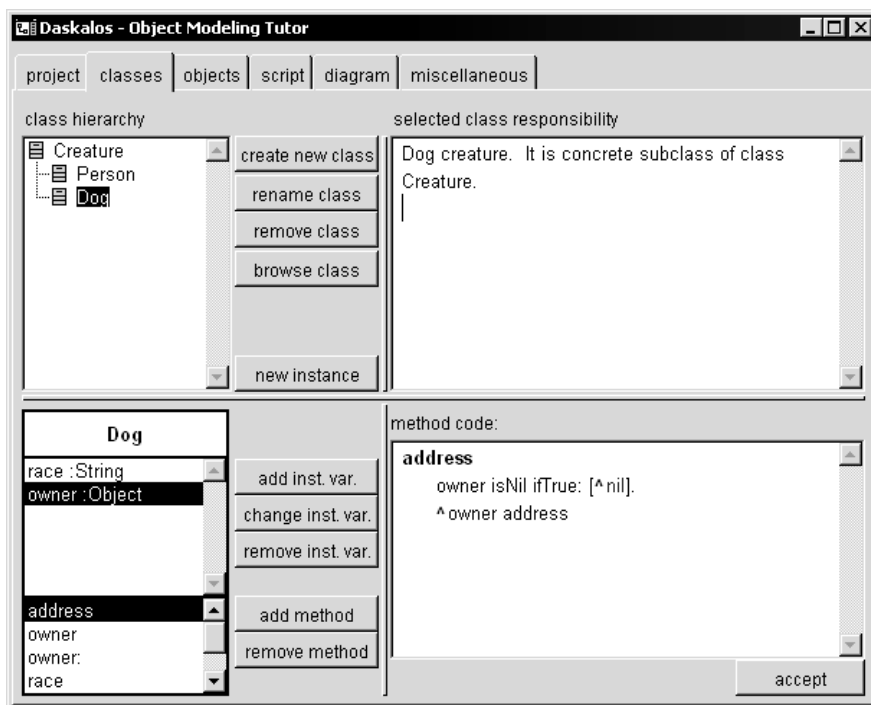 Daskalos - Object Modeling Tutor
project classes objects script diagram miscellaneous
class hierarchy
Creature
Person
Dog
create new class
rename class
remove class
browse class
new instance
selected class responsibility
Dog creature. It is concrete subclass of class
Creature.
Dog
race :String
owner :Object
add inst. var.
change inst. var.
remove inst. var.
address
owner
owner:
race
add method
remove method
method code:
address
owner isNil ifTrue: [^nil].
^owner address
accept